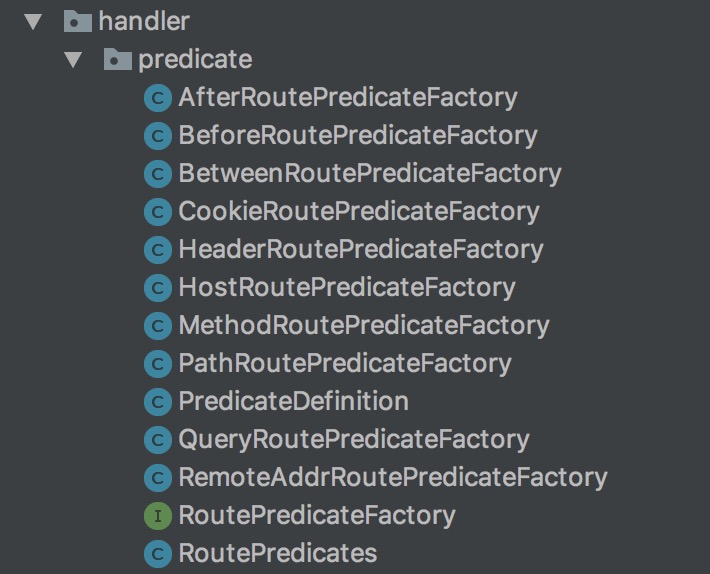 handler
predicate
C AfterRoutePredicateFactory
C BeforeRoutePredicateFactory
C BetweenRoutePredicateFactory
C CookieRoutePredicateFactory
C HeaderRoutePredicateFactory
C HostRoutePredicateFactory
C MethodRoutePredicateFactory
C PathRoutePredicateFactory
C PredicateDefinition
C QueryRoutePredicateFactory
C RemoteAddrRoutePredicateFactory
I RoutePredicateFactory
C RoutePredicates